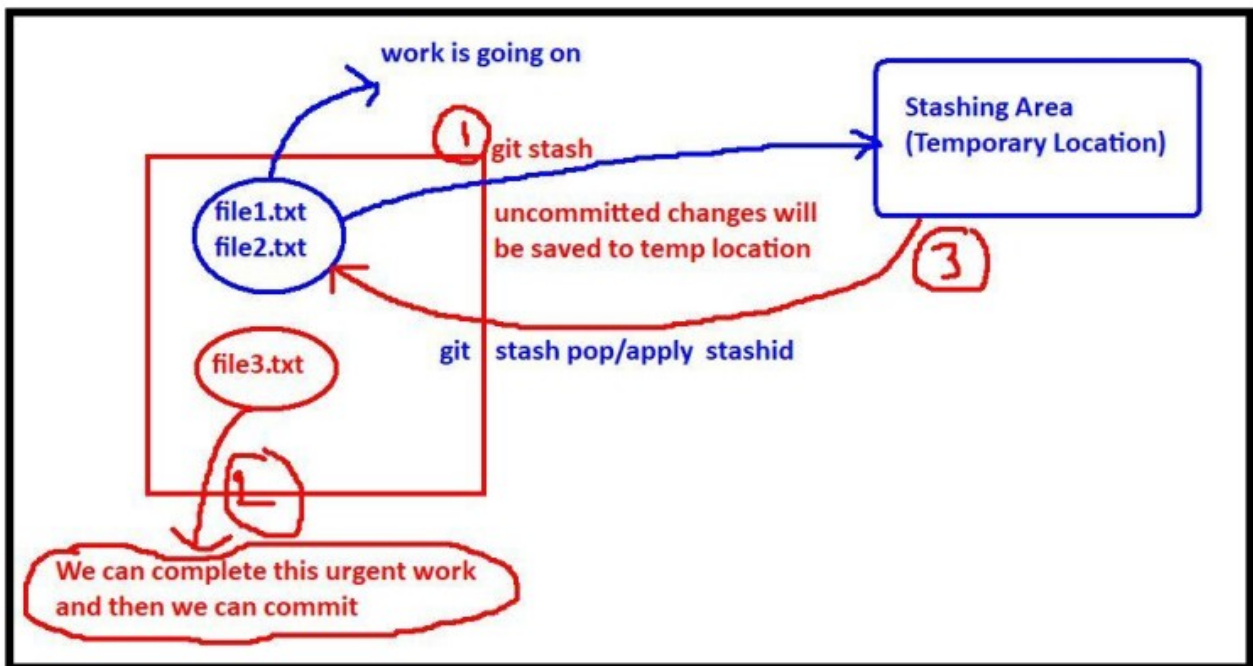 work is going on
Stashing Area
(Temporary Location)
1
git stash
file1.txt
file2.txt
uncommitted changes will
be saved to temp location
3
git stash pop/apply stashid
file3.txt
2
We can complete this urgent work
and then we can commit